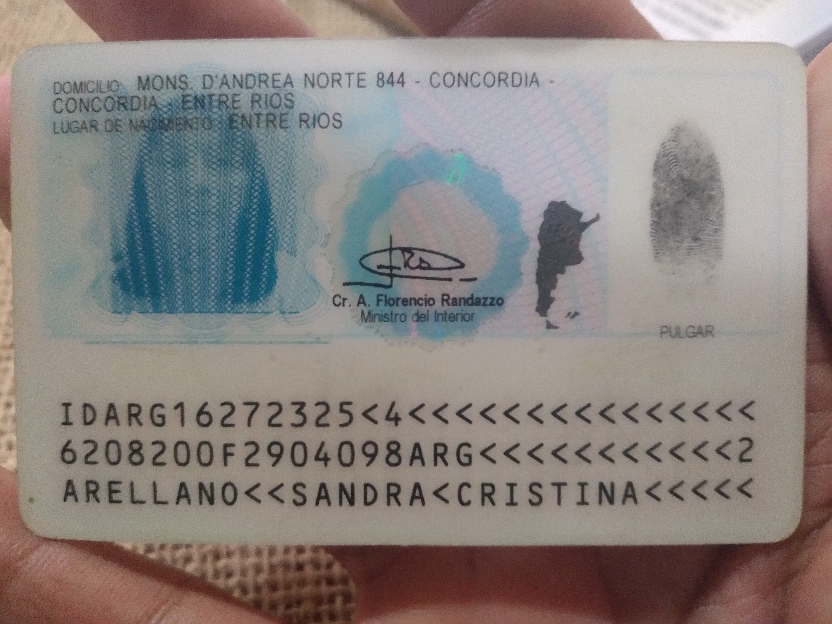 DOMICILIO: MONS. D'ANDREA NORTE 844 - CONCORDIA -
CONCORDIA - ENTRE RIOS
LUGAR DE NACIMIENTO: ENTRE RIOS
Cr. A. Florencio Randazzo
Ministro del Interior
PULGAR
IDARG16272325<4<<<<<<<<<<<<<<<
6208200F2904098ARG<<<<<<<<<<<2
ARELLANO<<SANDRA<CRISTINA<<<<<